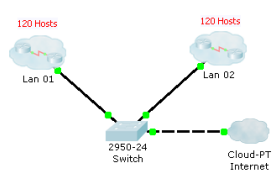 120 Hosts
120 Hosts
Lan 01
Lan 02
2950-24
Switch
Cloud-PT
Internet